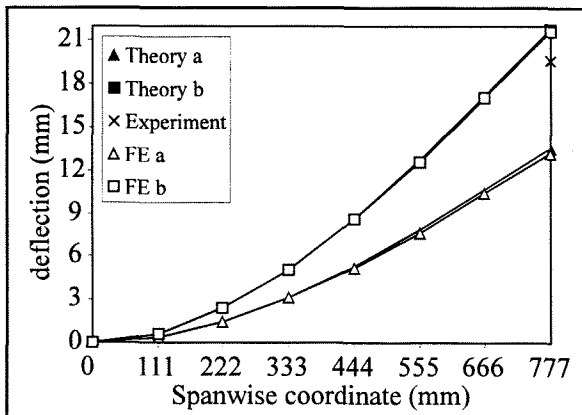 21
18
15
12
9
6
3
0
deflection (mm)
Theory a
Theory b
Experiment
FE a
FE b
0 111 222 333 444 555 666 777
Spanwise coordinate (mm)